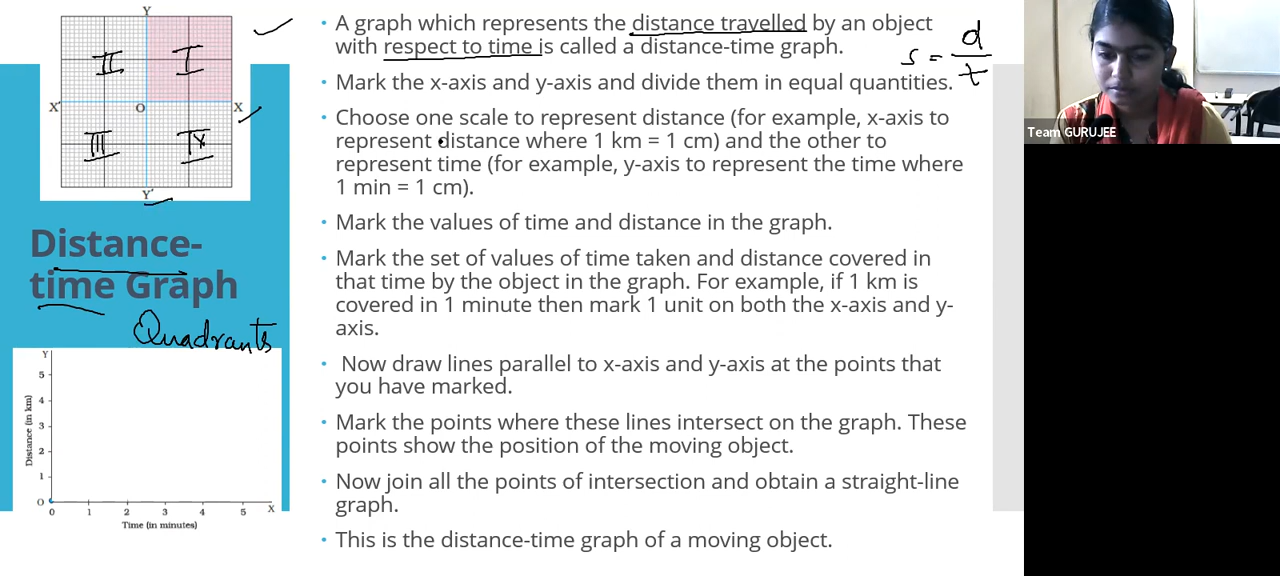 Y
II
I
X'
O
X
III
IV
Y'
Distance-
time Graph
Quadrants
Y
5
4
3
2
1
O
Distance (in km)
0 1 2 3 4 5 X
Time (in minutes)
• A graph which represents the distance travelled by an object
with respect to time is called a distance-time graph.
s = d
t
• Mark the x-axis and y-axis and divide them in equal quantities.
• Choose one scale to represent distance (for example, x-axis to
represent distance where 1 km = 1 cm) and the other to
represent time (for example, y-axis to represent the time where
1 min = 1 cm).
• Mark the values of time and distance in the graph.
• Mark the set of values of time taken and distance covered in
that time by the object in the graph. For example, if 1 km is
covered in 1 minute then mark 1 unit on both the x-axis and y-
axis.
• Now draw lines parallel to x-axis and y-axis at the points that
you have marked.
• Mark the points where these lines intersect on the graph. These
points show the position of the moving object.
• Now join all the points of intersection and obtain a straight-line
graph.
• This is the distance-time graph of a moving object.
Team GURUJEE